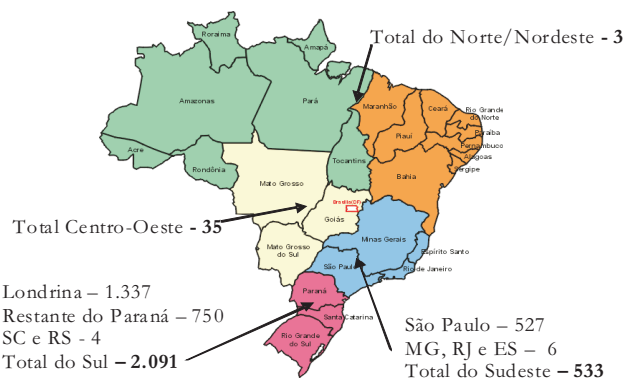 Roraima
Amapá
Total do Norte/Nordeste - 3
Amazonas
Pará
Maranhão
Ceará
Rio Grande
do Norte
Paraíba
Piauí
Pernambuco
Acre
Alagoas
Tocantins
Sergipe
Rondônia
Bahia
Mato Grosso
Brasília(DF)
Goiás
Total Centro-Oeste - 35
Minas Gerais
Mato Grosso
do Sul
Espírito Santo
São Paulo
Rio de Janeiro
Londrina – 1.337
Restante do Paraná – 750
SC e RS - 4
Total do Sul – 2.091
Paraná
Santa Catarina
Rio Grande
do Sul
São Paulo – 527
MG, RJ e ES – 6
Total do Sudeste – 533